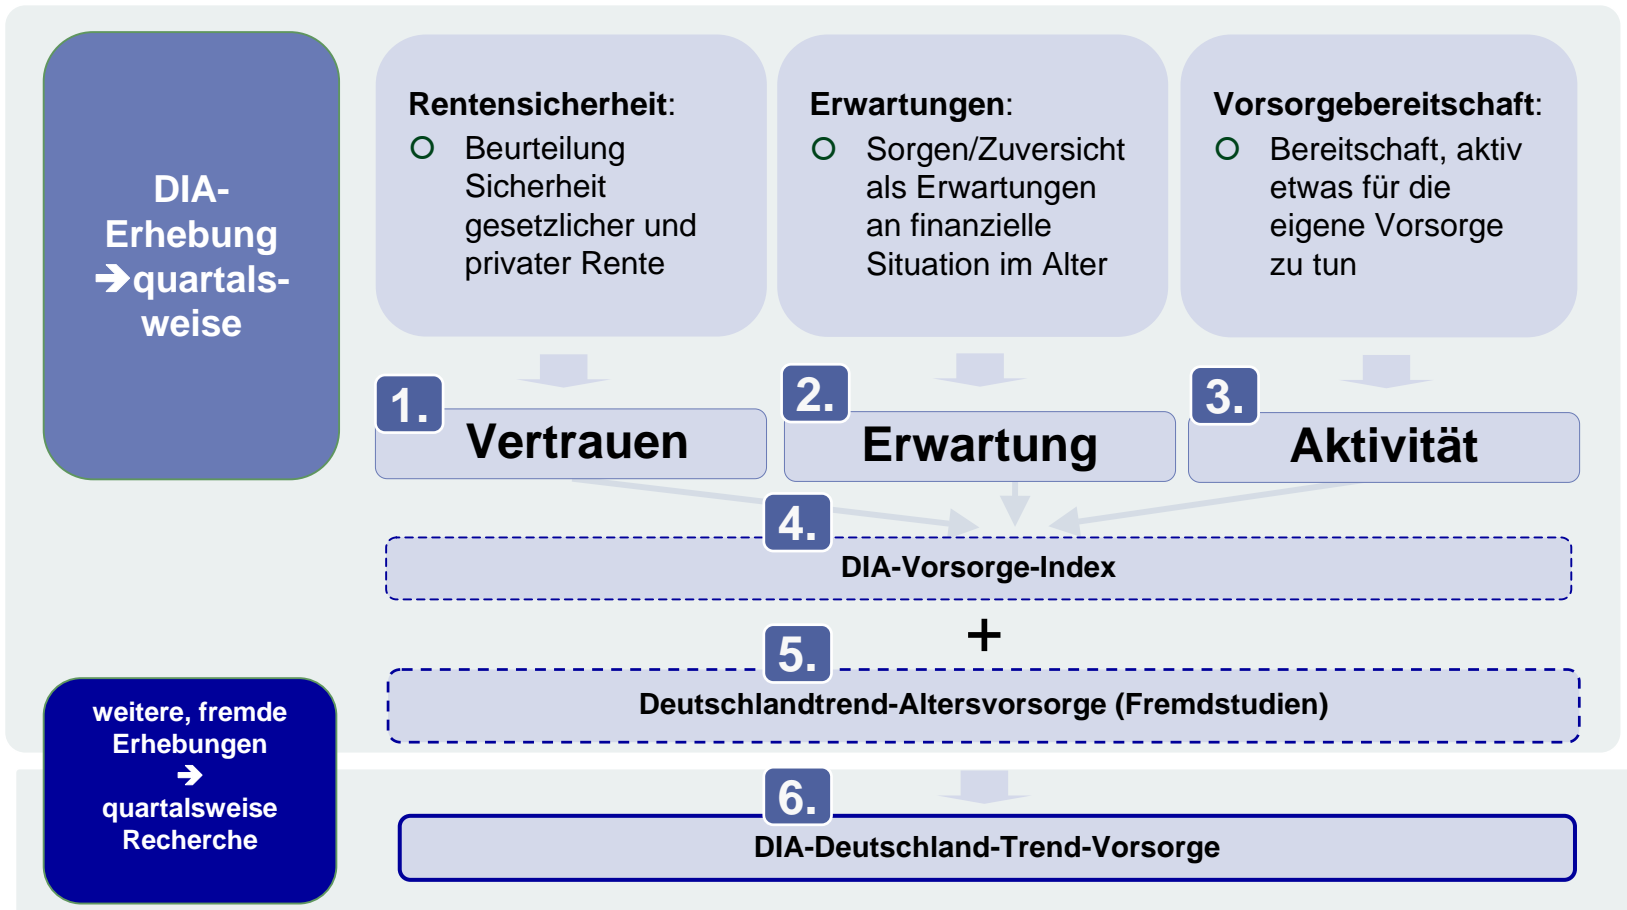 DIA-
Erhebung
➔quartals-
weise
Rentensicherheit:
Beurteilung
Sicherheit
gesetzlicher und
privater Rente
Erwartungen:
Sorgen/Zuversicht
als Erwartungen
an finanzielle
Situation im Alter
Vorsorgebereitschaft:
Bereitschaft, aktiv
etwas für die
eigene Vorsorge
zu tun
1.
Vertrauen
2.
Erwartung
3.
Aktivität
4.
DIA-Vorsorge-Index
+
5.
Deutschlandtrend-Altersvorsorge (Fremdstudien)
weitere, fremde
Erhebungen
➔
quartalsweise
Recherche
6.
DIA-Deutschland-Trend-Vorsorge